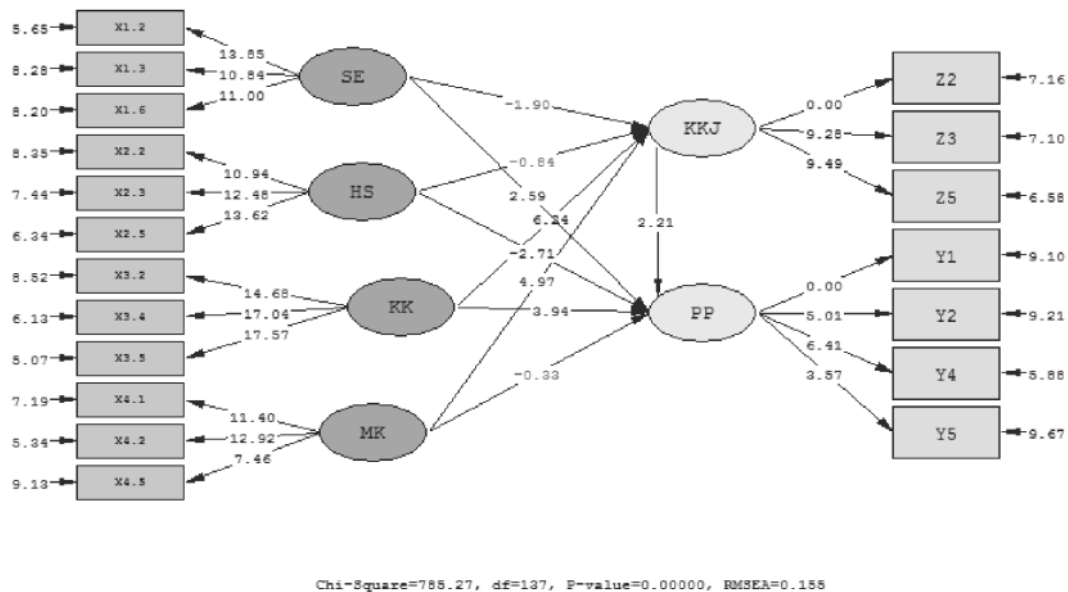 5.65 X1.2
13.85
8.28 X1.3
10.84
SE
8.20 X1.6
11.00
8.35 X2.2
10.94
7.44 X2.3
12.48
HS
6.34 X2.5
13.62
8.52 X3.2
14.68
6.13 X3.4
17.04
KK
5.07 X3.5
17.57
7.19 X4.1
11.40
5.34 X4.2
12.92
MK
9.13 X4.5
7.46
-1.90
-0.84
2.59
6.24
-2.71
4.97
3.94
-0.33
KKJ
2.21
PP
0.00
Z2 7.16
9.28
Z3 7.10
9.49
Z5 6.58
0.00
Y1 9.10
5.01
Y2 9.21
6.41
Y4 5.88
3.57
Y5 9.67
Chi-Square=785.27, df=137, P-value=0.00000, RMSEA=0.155